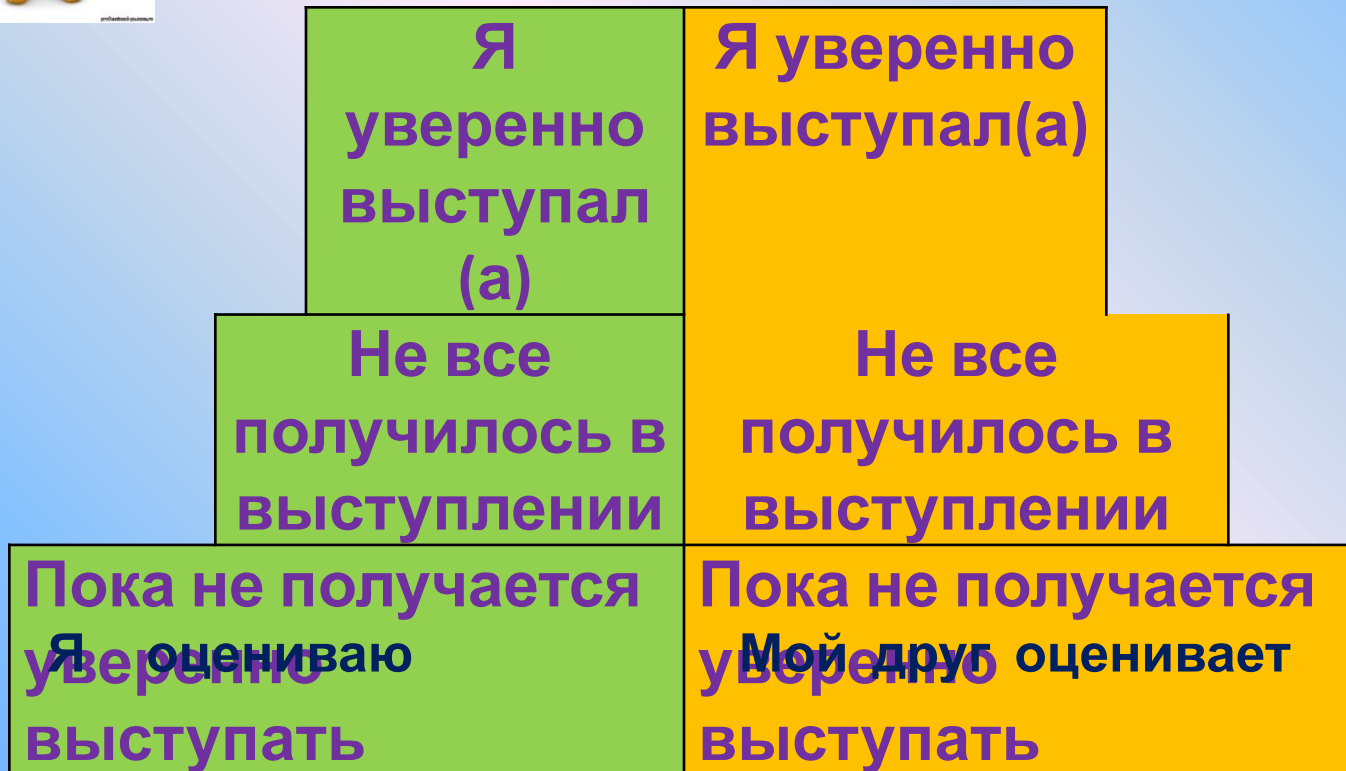 Я
уверенно
выступал
(а)
Я уверенно
выступал(а)
Не все
получилось в
выступлении
Не все
получилось в
выступлении
Пока не получается
уверенно
выступать
Я оцениваю
Пока не получается
уверенно
выступать
Мой друг оценивает